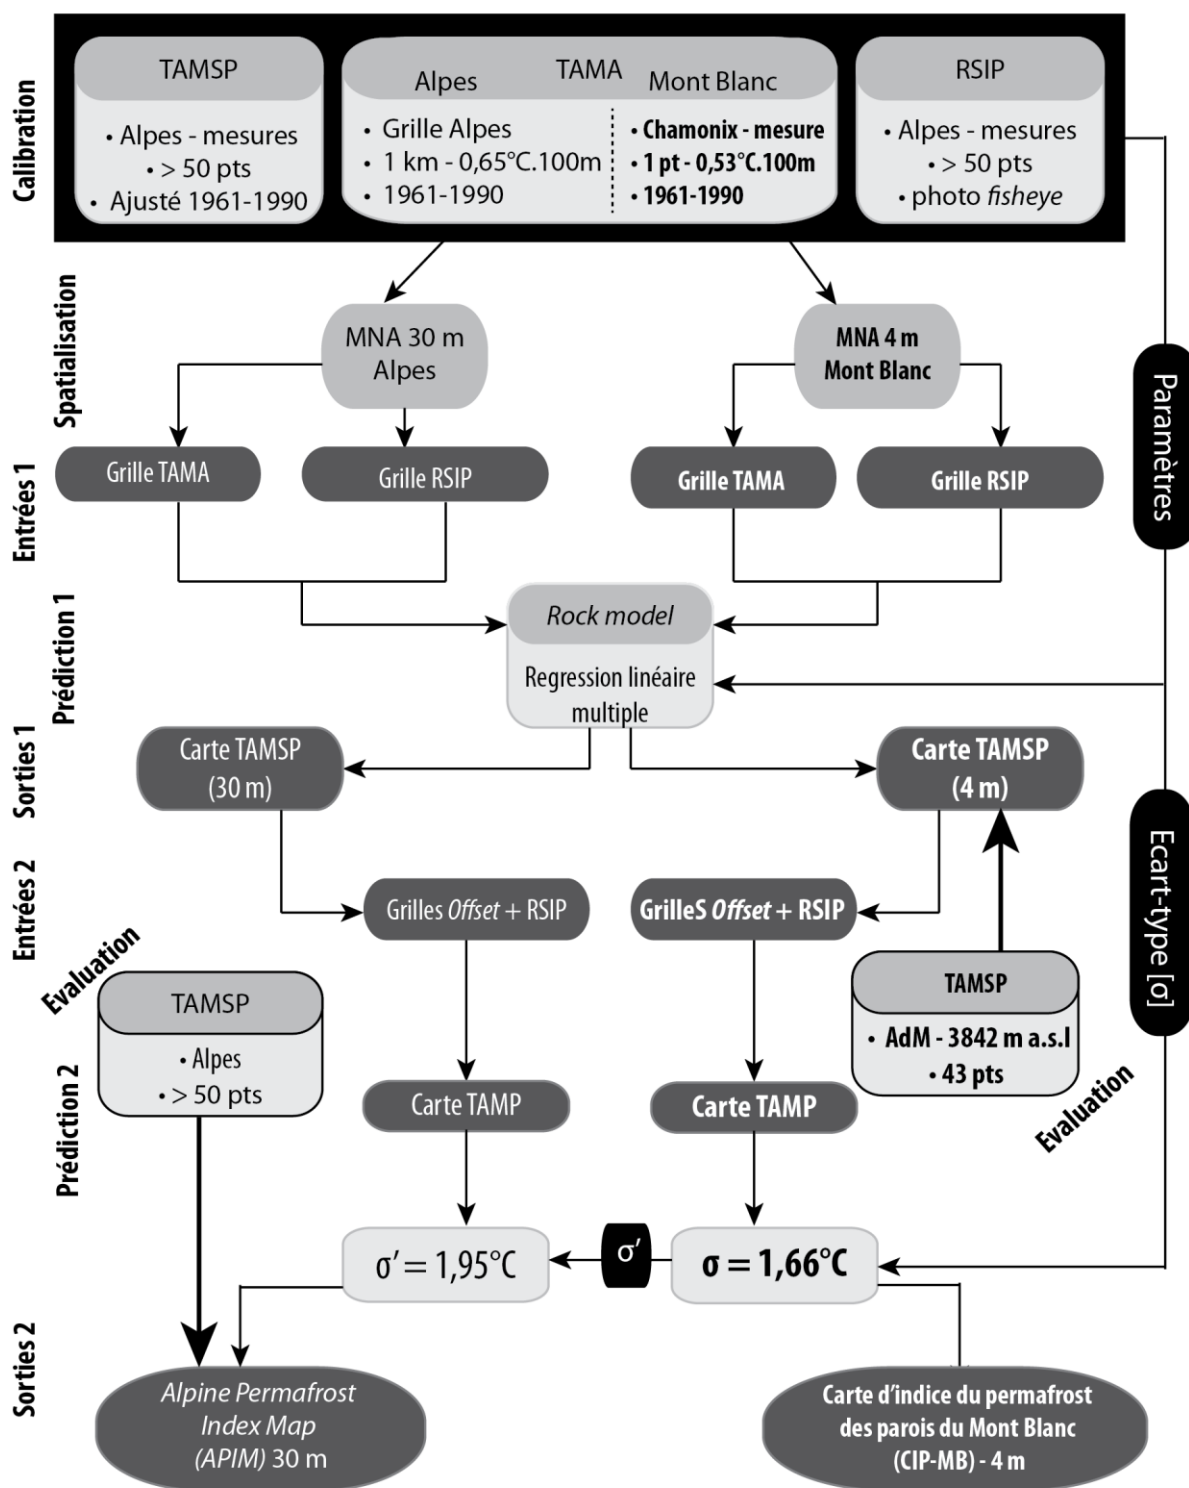 Calibration
TAMSP
• Alpes - mesures
• > 50 pts
• Ajusté 1961-1990
TAMA
Alpes
Mont Blanc
• Grille Alpes
• 1 km - 0,65°C.100m
• 1961-1990
• Chamonix - mesure
• 1 pt - 0,53°C.100m
• 1961-1990
RSIP
• Alpes - mesures
• > 50 pts
• photo fisheye
Spatialisation
MNA 30 m
Alpes
MNA 4 m
Mont Blanc
Paramètres
Entrées 1
Grille TAMA
Grille RSIP
Grille TAMA
Grille RSIP
Prédiction 1
Rock model
Regression linéaire
multiple
Sorties 1
Carte TAMSP
(30 m)
Carte TAMSP
(4 m)
Ecart-type [σ]
Entrées 2
Grilles Offset + RSIP
GrilleS Offset + RSIP
Evaluation
TAMSP
• Alpes
• > 50 pts
TAMSP
• AdM - 3842 m a.s.l
• 43 pts
Evaluation
Prédiction 2
Carte TAMP
Carte TAMP
σ' = 1,95°C
σ'
σ = 1,66°C
Sorties 2
Alpine Permafrost
Index Map
(APIM) 30 m
Carte d'indice du permafrost
des parois du Mont Blanc
(CIP-MB) - 4 m